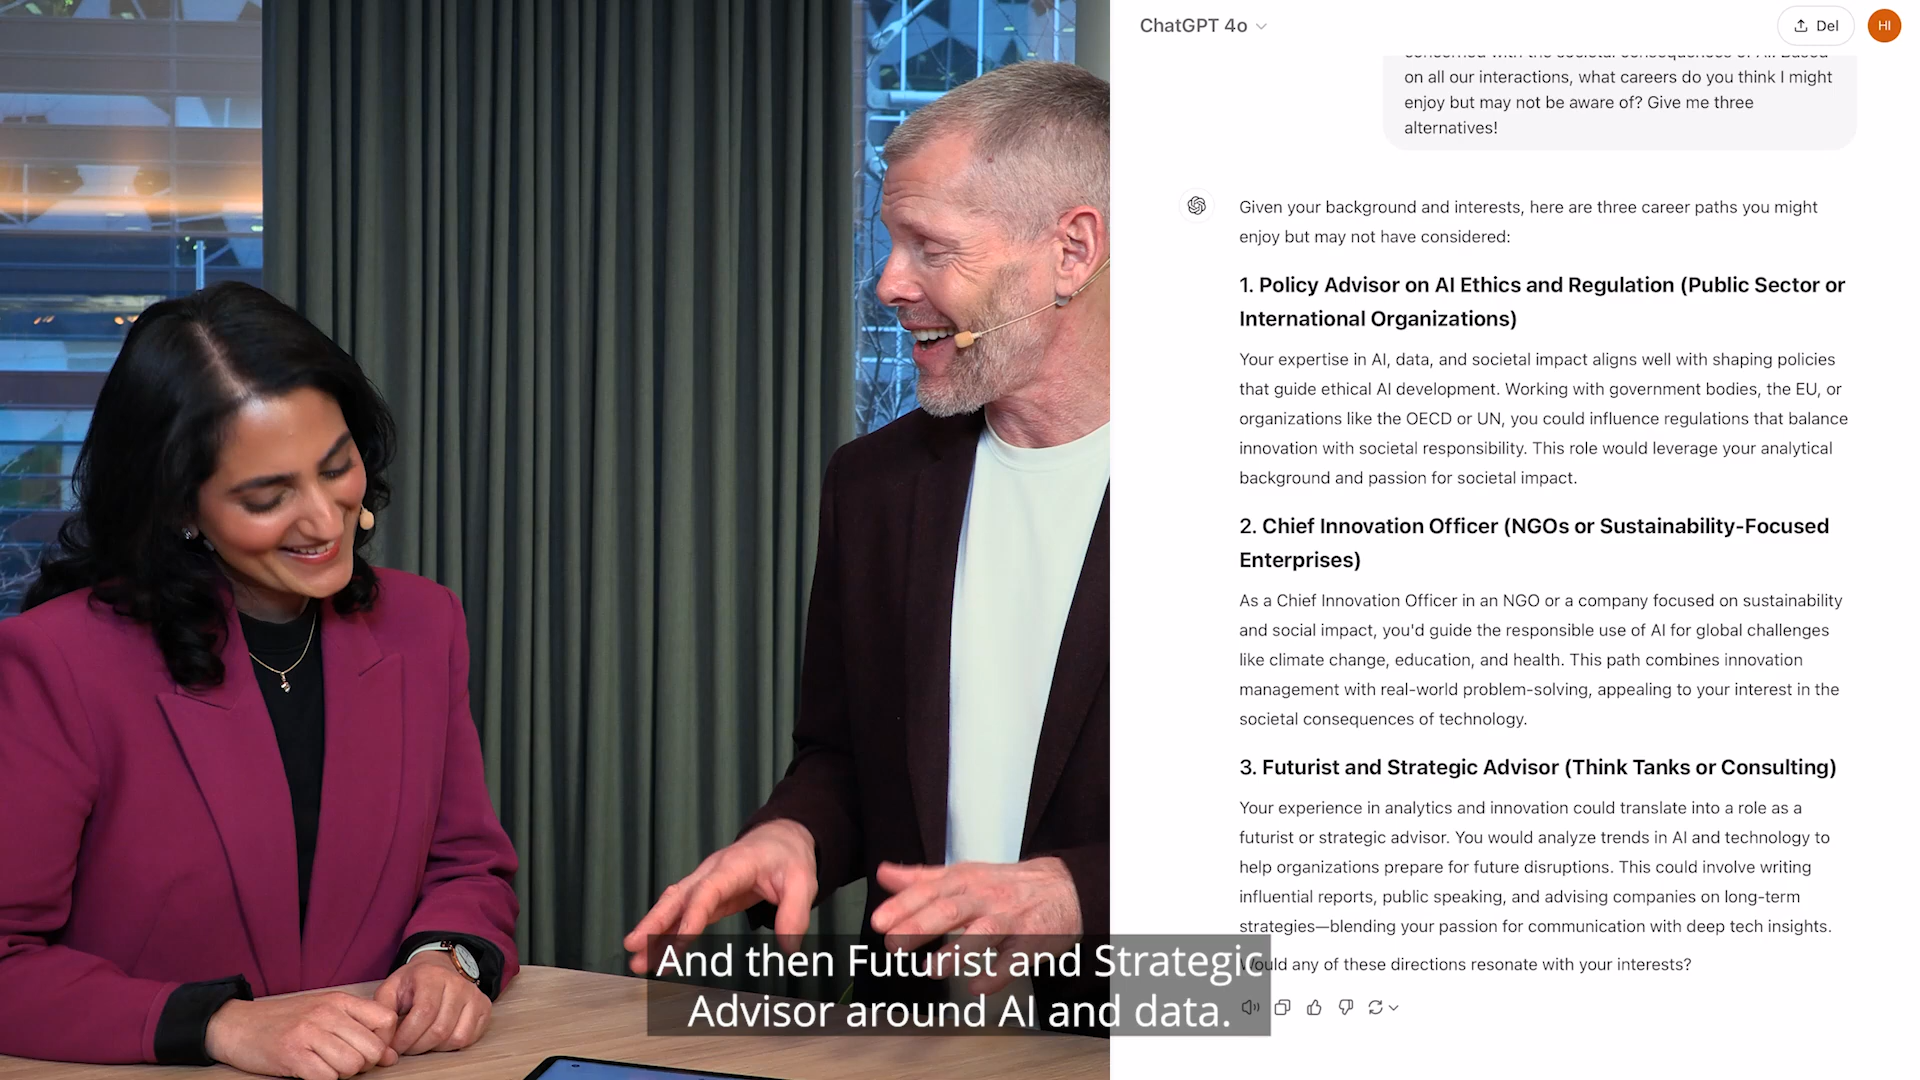 ChatGPT 4o
Del
HI
concerned with the societal consequences of AI. Based
on all our interactions, what careers do you think I might
enjoy but may not be aware of? Give me three
alternatives!
Given your background and interests, here are three career paths you might
enjoy but may not have considered:
1. Policy Advisor on AI Ethics and Regulation (Public Sector or
International Organizations)
Your expertise in AI, data, and societal impact aligns well with shaping policies
that guide ethical AI development. Working with government bodies, the EU, or
organizations like the OECD or UN, you could influence regulations that balance
innovation with societal responsibility. This role would leverage your analytical
background and passion for societal impact.
2. Chief Innovation Officer (NGOs or Sustainability-Focused
Enterprises)
As a Chief Innovation Officer in an NGO or a company focused on sustainability
and social impact, you'd guide the responsible use of AI for global challenges
like climate change, education, and health. This path combines innovation
management with real-world problem-solving, appealing to your interest in the
societal consequences of technology.
3. Futurist and Strategic Advisor (Think Tanks or Consulting)
Your experience in analytics and innovation could translate into a role as a
futurist or strategic advisor. You would analyze trends in AI and technology to
help organizations prepare for future disruptions. This could involve writing
influential reports, public speaking, and advising companies on long-term
strategies—blending your passion for communication with deep tech insights.
Would any of these directions resonate with your interests?
And then Futurist and Strategic
Advisor around AI and data.